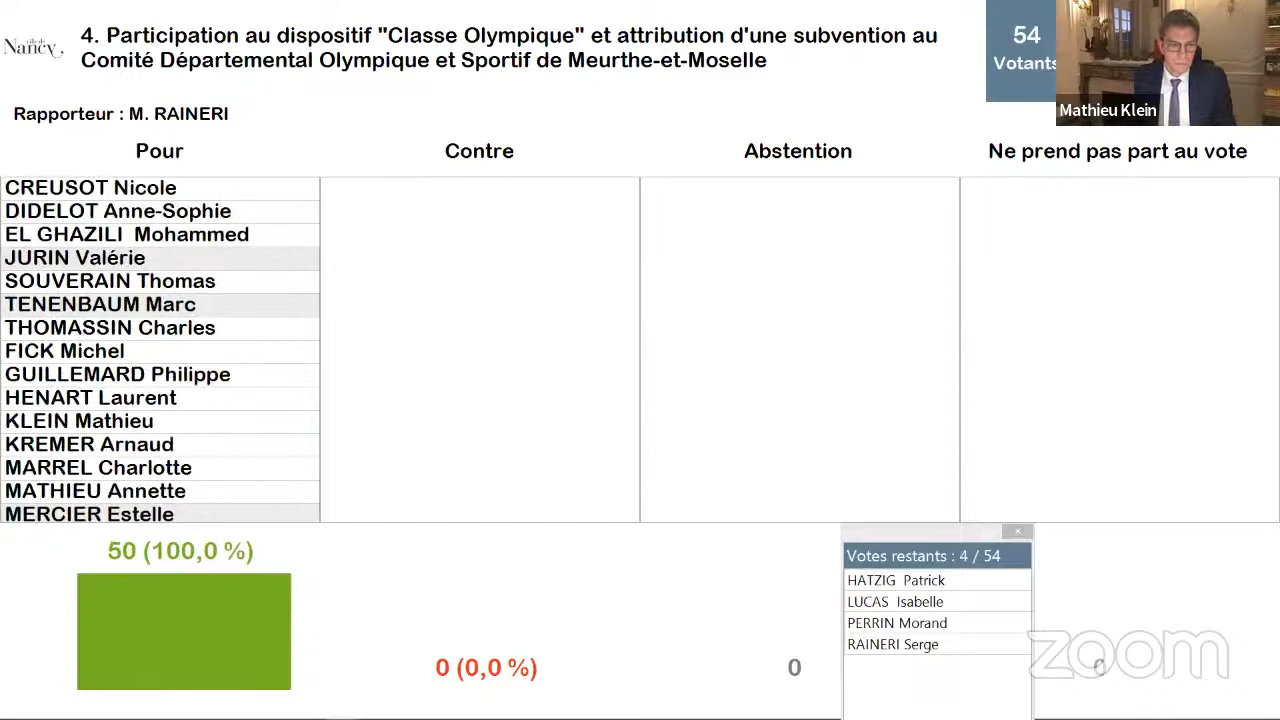 ville de
Nancy,
4. Participation au dispositif "Classe Olympique" et attribution d'une subvention au
Comité Départemental Olympique et Sportif de Meurthe-et-Moselle
54
Votants
Mathieu Klein
Rapporteur : M. RAINERI
Pour
Contre
Abstention
Ne prend pas part au vote
CREUSOT Nicole
DIDELOT Anne-Sophie
EL GHAZILI  Mohammed
JURIN Valérie
SOUVERAIN Thomas
TENENBAUM Marc
THOMASSIN Charles
FICK Michel
GUILLEMARD Philippe
HENART Laurent
KLEIN Mathieu
KREMER Arnaud
MARREL Charlotte
MATHIEU Annette
MERCIER Estelle
50 (100,0 %)
0 (0,0 %)
0
0
Votes restants : 4 / 54
HATZIG  Patrick
LUCAS  Isabelle
PERRIN Morand
RAINERI Serge
zoom